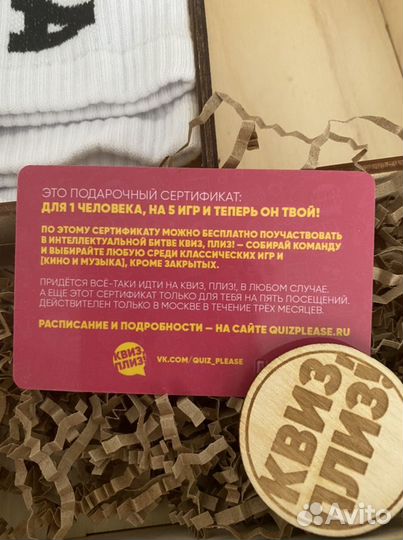 ЭТО ПОДАРОЧНЫЙ СЕРТИФИКАТ:
ДЛЯ 1 ЧЕЛОВЕКА, НА 5 ИГР И ТЕПЕРЬ ОН ТВОЙ!
ПО ЭТОМУ СЕРТИФИКАТУ МОЖНО БЕСПЛАТНО ПОУЧАСТВОВАТЬ
В ИНТЕЛЛЕКТУАЛЬНОЙ БИТВЕ КВИЗ, ПЛИЗ! – СОБИРАЙ КОМАНДУ
И ВЫБИРАЙТЕ ЛЮБУЮ СРЕДИ КЛАССИЧЕСКИХ ИГР И
[КИНО И МУЗЫКА], КРОМЕ ЗАКРЫТЫХ.
ПРИДЁТСЯ ВСЁ-ТАКИ ИДТИ НА КВИЗ, ПЛИЗ!, В ЛЮБОМ СЛУЧАЕ.
А ЕЩЕ ЭТОТ СЕРТИФИКАТ ТОЛЬКО ДЛЯ ТЕБЯ НА ПЯТЬ ПОСЕЩЕНИЙ.
ДЕЙСТВИТЕЛЕН ТОЛЬКО В МОСКВЕ В ТЕЧЕНИЕ ТРЁХ МЕСЯЦЕВ.
РАСПИСАНИЕ И ПОДРОБНОСТИ – НА САЙТЕ QUIZPLEASE.RU
КВИЗ
ПЛИЗ!
VK.COM/QUIZ_PLEASE
КВИЗ
ПЛИЗ!
Avito